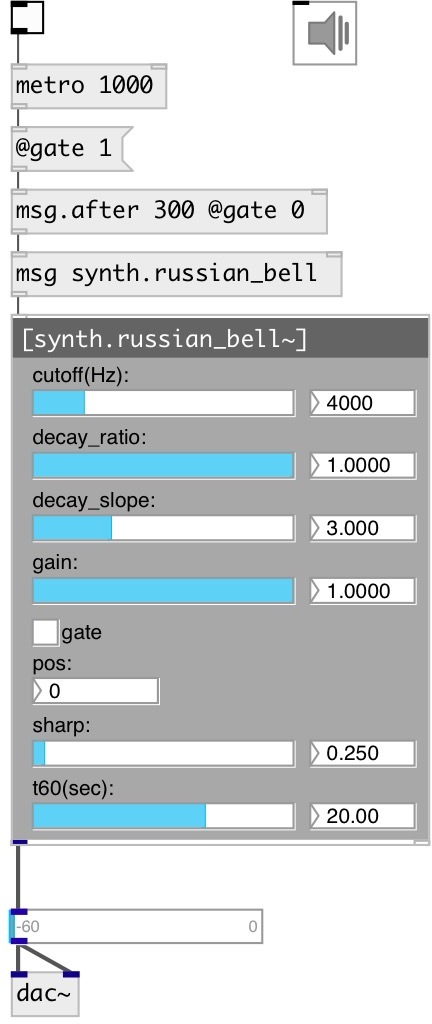 metro 1000
@gate 1
msg.after 300 @gate 0
msg synth.russian_bell
[synth.russian_bell~]
cutoff(Hz):
4000
decay_ratio:
1.0000
decay_slope:
3.000
gain:
1.0000
gate
pos:
0
sharp:
0.250
t60(sec):
20.00
-60 0
dac~